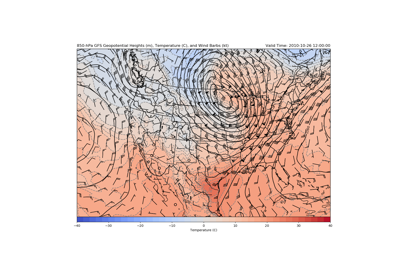 850-hPa GFS Geopotential Heights (m), Temperature (C), and Wind Barbs (kt) Valid Time: 2010-10-26 12:00:00
−40 −30 −20 −10 0 10 20 30 40
Temperature (C)